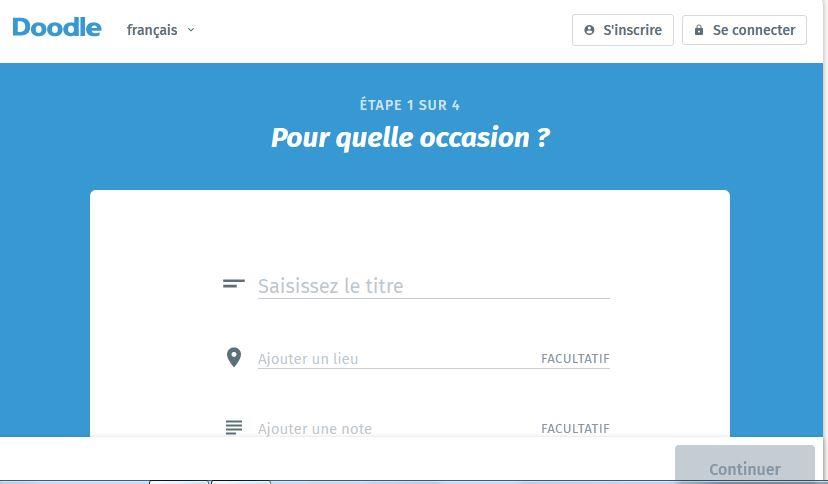 Doodle français S'inscrire Se connecter
ÉTAPE 1 SUR 4
Pour quelle occasion ?
Saisissez le titre
Ajouter un lieu FACULTATIF
Ajouter une note FACULTATIF
Continuer